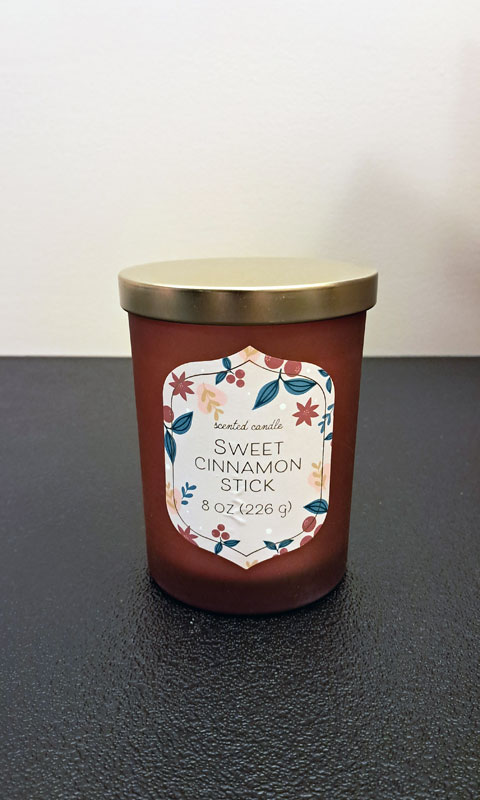 scented candle
SWEET
CINNAMON
STICK
8 OZ (226 g)